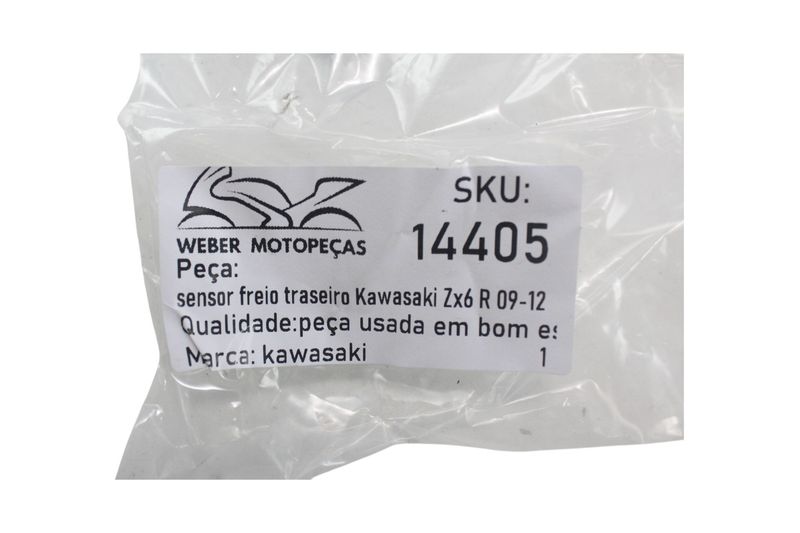 WEBER MOTOPEÇAS
SKU:
14405
Peça:
sensor freio traseiro Kawasaki Zx6 R 09-12
Qualidade:peça usada em bom es
Marca: kawasaki 1